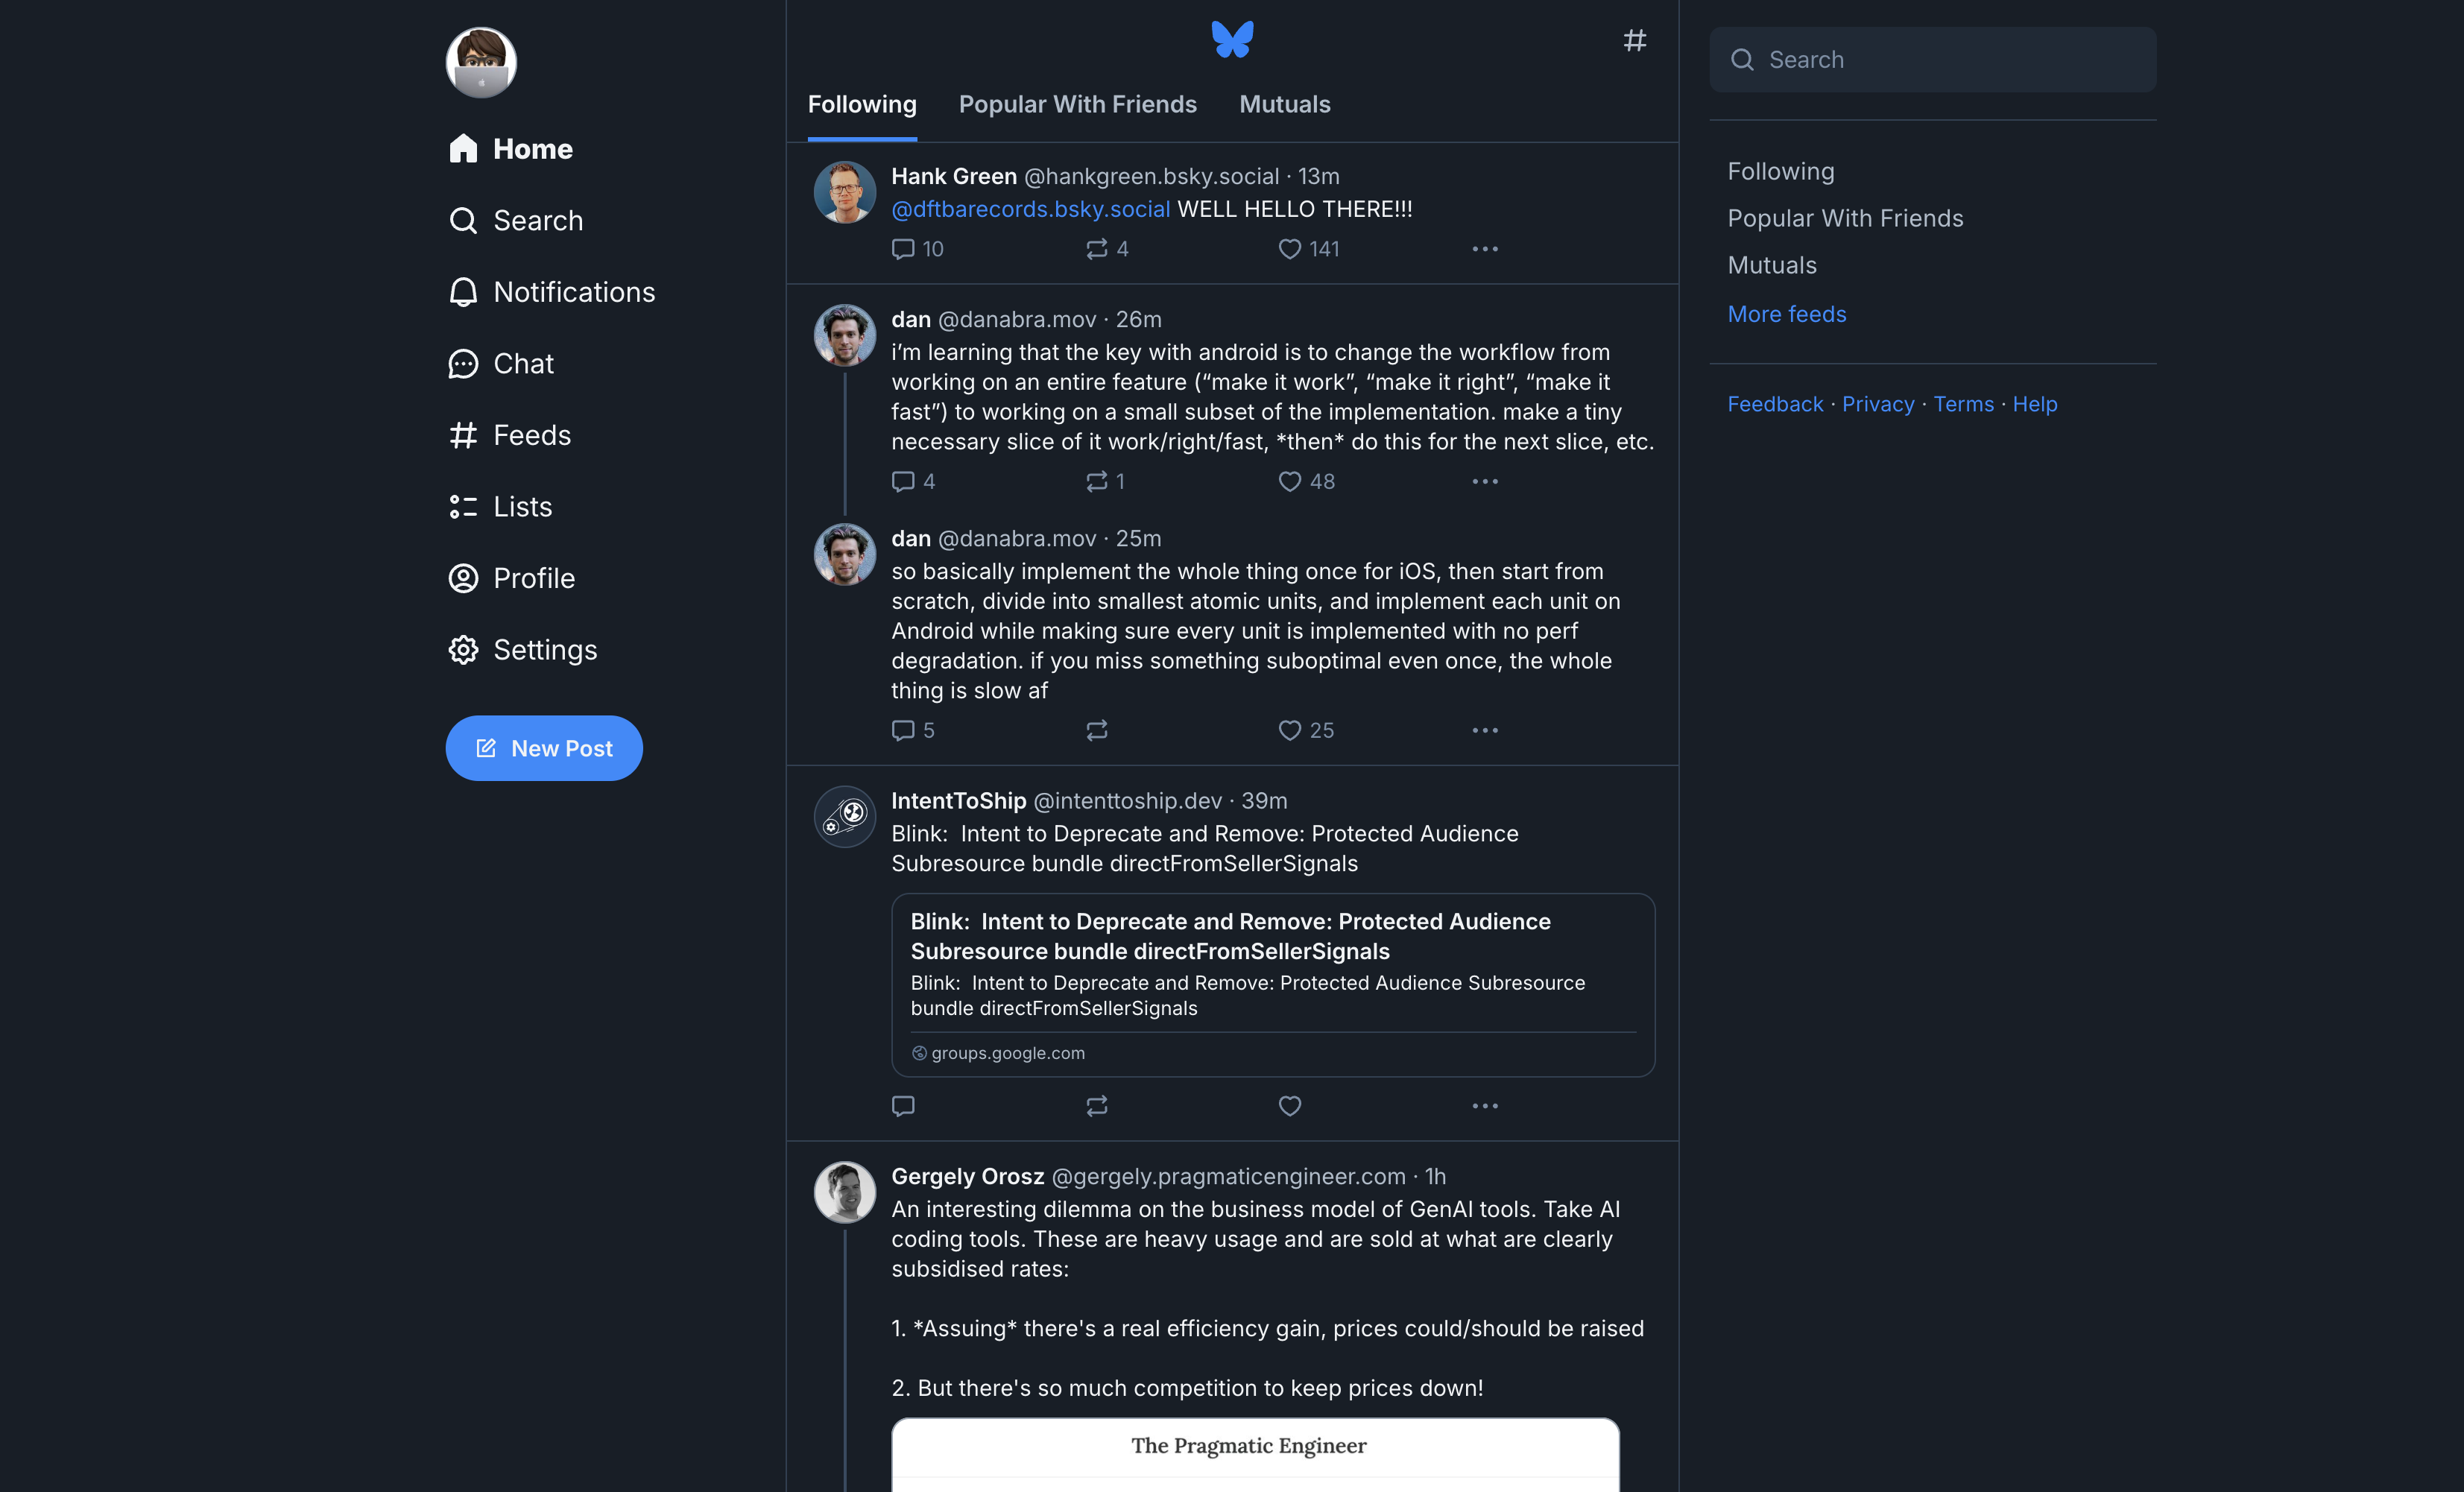 Home
Search
Notifications
Chat
Feeds
Lists
Profile
Settings
New Post
Following
Popular With Friends
Mutuals
Hank Green @hankgreen.bsky.social · 13m
@dftbarecords.bsky.social WELL HELLO THERE!!!
10 4 141
dan @danabra.mov · 26m
i’m learning that the key with android is to change the workflow from
working on an entire feature (“make it work”, “make it right”, “make it
fast”) to working on a small subset of the implementation. make a tiny
necessary slice of it work/right/fast, *then* do this for the next slice, etc.
4 1 48
dan @danabra.mov · 25m
so basically implement the whole thing once for iOS, then start from
scratch, divide into smallest atomic units, and implement each unit on
Android while making sure every unit is implemented with no perf
degradation. if you miss something suboptimal even once, the whole
thing is slow af
5 25
IntentToShip @intenttoship.dev · 39m
Blink:  Intent to Deprecate and Remove: Protected Audience
Subresource bundle directFromSellerSignals
Blink:  Intent to Deprecate and Remove: Protected Audience
Subresource bundle directFromSellerSignals
Blink:  Intent to Deprecate and Remove: Protected Audience Subresource
bundle directFromSellerSignals
groups.google.com
Gergely Orosz @gergely.pragmaticengineer.com · 1h
An interesting dilemma on the business model of GenAI tools. Take AI
coding tools. These are heavy usage and are sold at what are clearly
subsidised rates:
1. *Assuing* there's a real efficiency gain, prices could/should be raised
2. But there's so much competition to keep prices down!
The Pragmatic Engineer
Search
Following
Popular With Friends
Mutuals
More feeds
Feedback · Privacy · Terms · Help